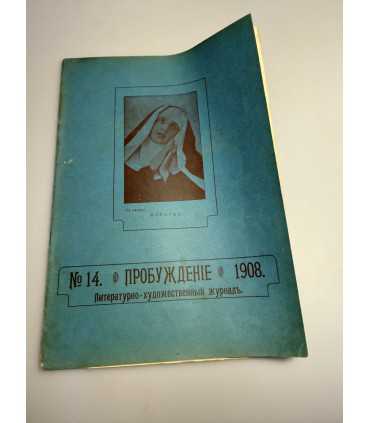 № 14. ПРОБУЖДЕНІЕ 1908.
Литературно-художественный журналъ.